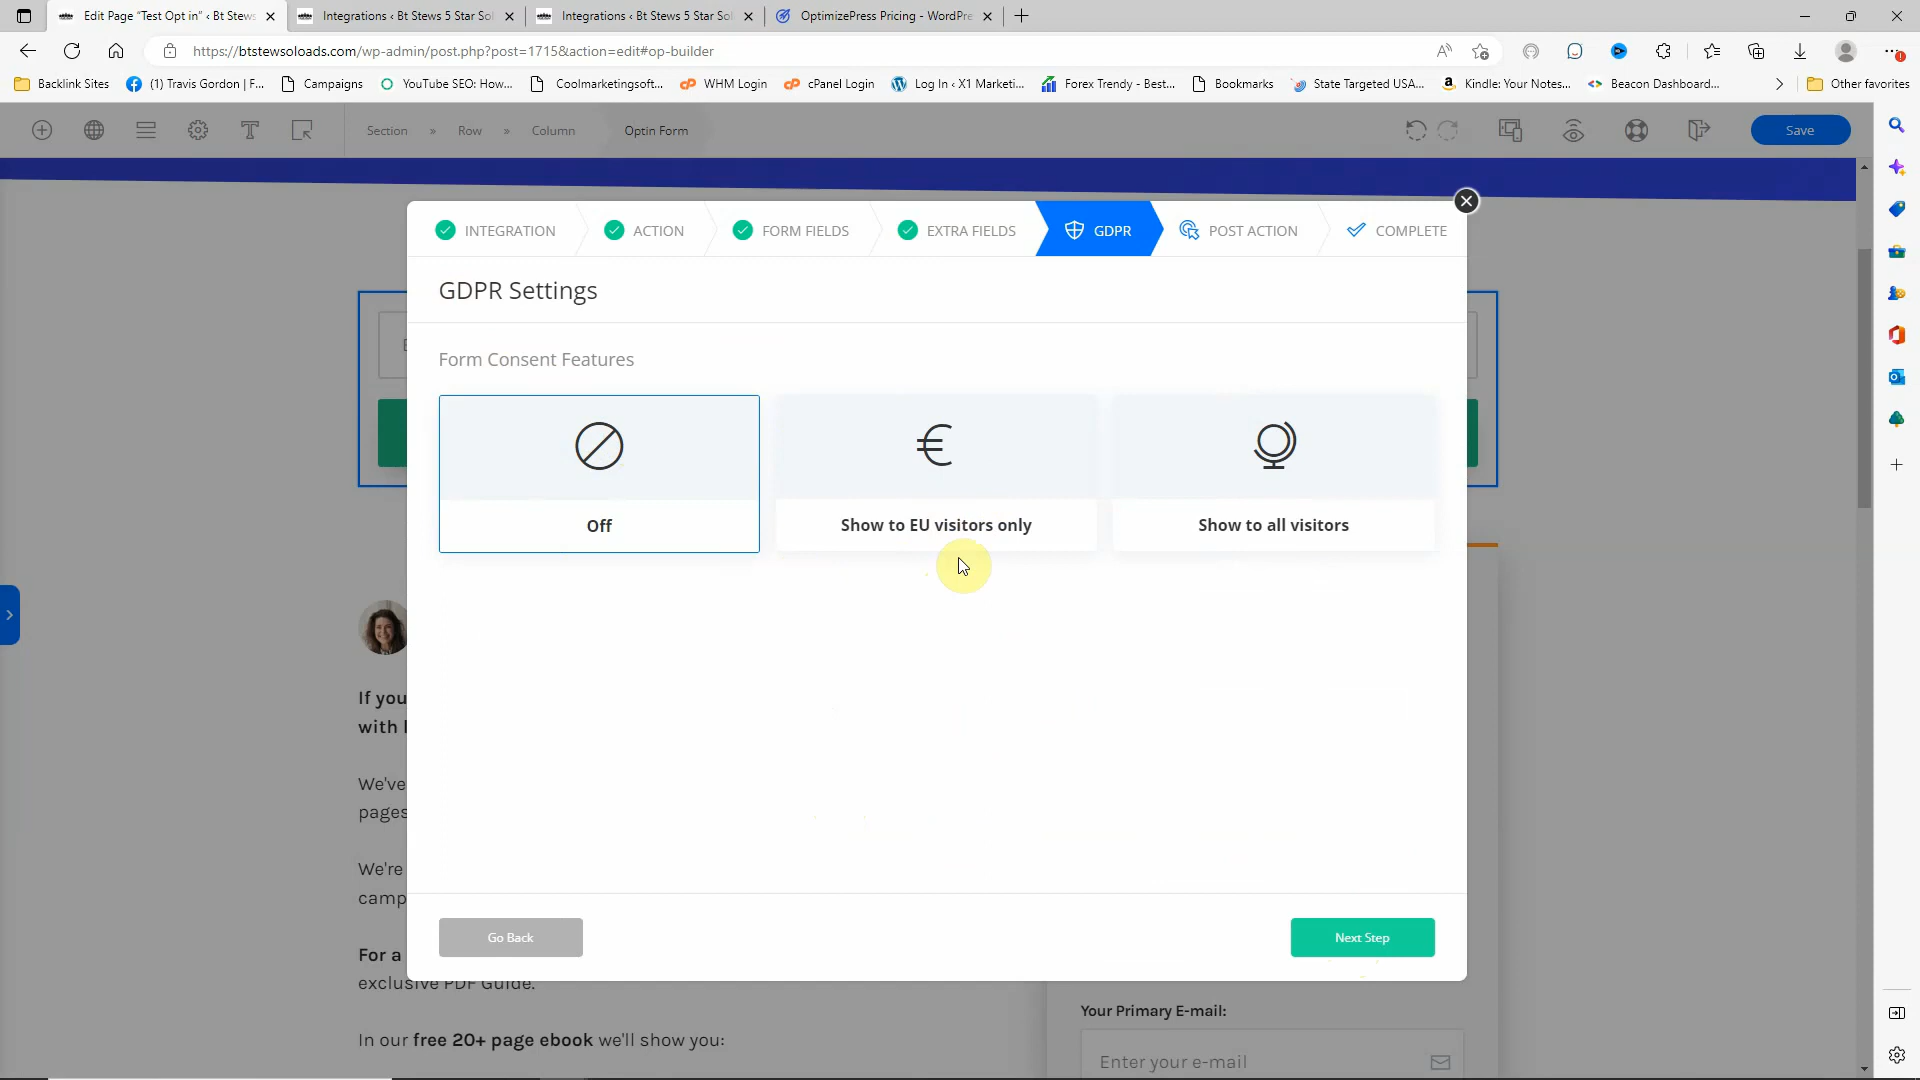 Edit Page “Test Opt in” ‹ Bt Stews
Integrations ‹ Bt Stews 5 Star Sol
Integrations ‹ Bt Stews 5 Star Sol
OptimizePress Pricing - WordPre
https://btstewsoloads.com/wp-admin/post.php?post=1715&action=edit#op-builder
Backlink Sites
(1) Travis Gordon | F...
Campaigns
YouTube SEO: How...
Coolmarketingsoft...
WHM Login
cPanel Login
Log In ‹ X1 Marketi...
Forex Trendy - Best...
Bookmarks
State Targeted USA...
Kindle: Your Notes...
Beacon Dashboard...
Other favorites
Section » Row » Column
Optin Form
Save
INTEGRATION
ACTION
FORM FIELDS
EXTRA FIELDS
GDPR
POST ACTION
COMPLETE
GDPR Settings
Form Consent Features
Off
Show to EU visitors only
Show to all visitors
If you
with
We've
pages
We're
camp
For a
exclusive PDF Guide.
In our free 20+ page ebook we'll show you:
Go Back
Next Step
Your Primary E-mail:
Enter your e-mail